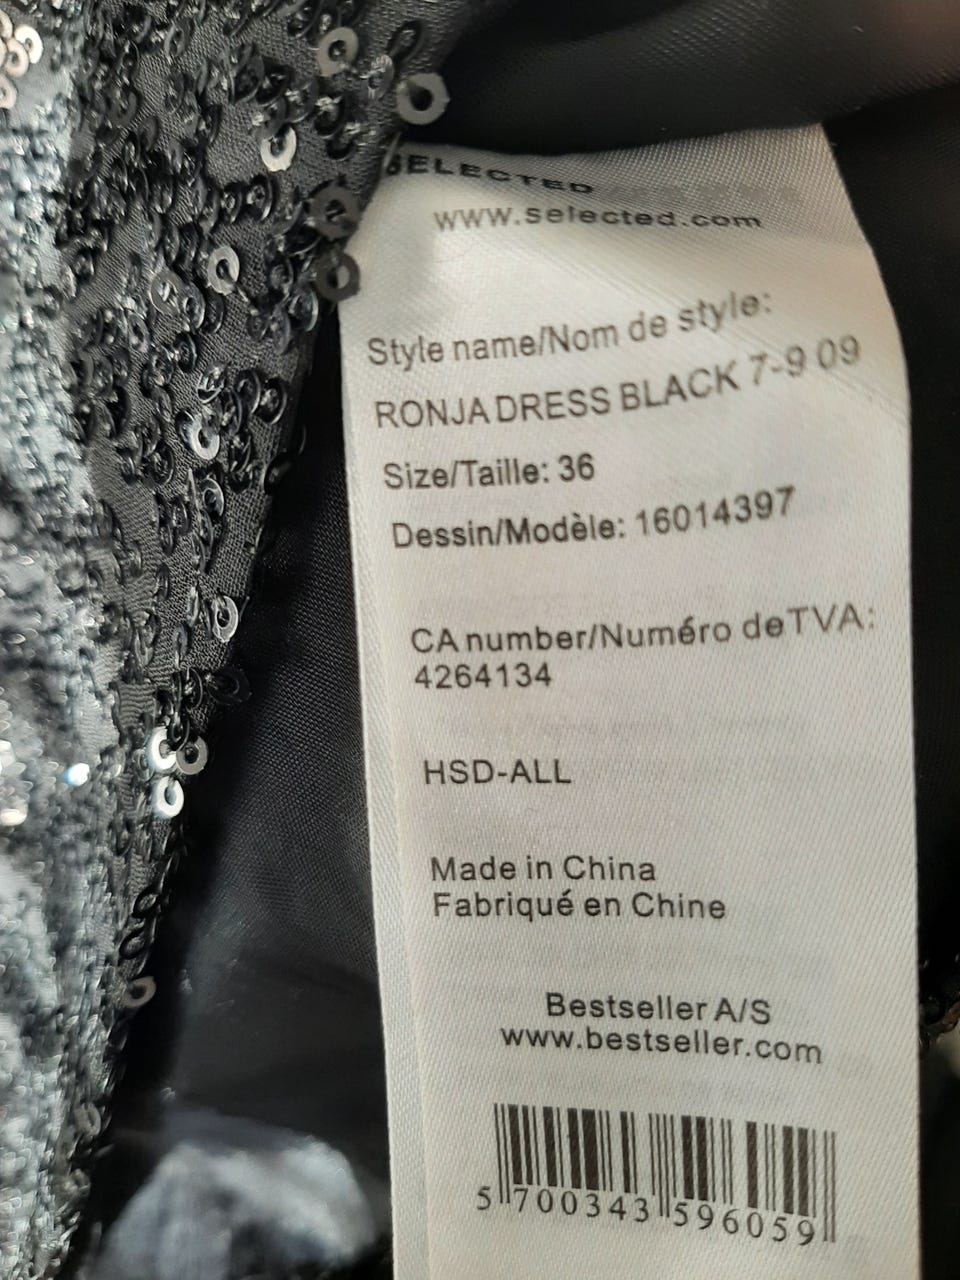 SELECTED
www.selected.com
Style name/Nom de style:
RONJA DRESS BLACK 7-9 09
Size/Taille: 36
Dessin/Modèle: 16014397
CA number/Numéro de TVA:
4264134
HSD-ALL
Made in China
Fabriqué en Chine
Bestseller A/S
www.bestseller.com
5 700343 596059